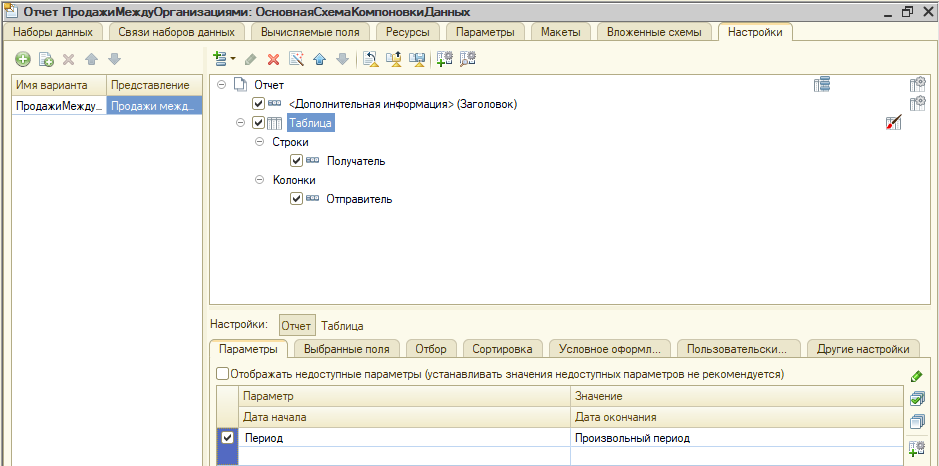 Отчет ПродажиМеждуОрганизациями: ОсновнаяСхемаКомпоновкиДанных
Наборы данных Связи наборов данных Вычисляемые поля Ресурсы Параметры Макеты Вложенные схемы Настройки
Имя варианта Представление
ПродажиМежду... Продажи межд...
Отчет
<Дополнительная информация> (Заголовок)
Таблица
Строки
Получатель
Колонки
Отправитель
Настройки: Отчет Таблица
Параметры Выбранные поля Отбор Сортировка Условное оформл... Пользовательски... Другие настройки
Отображать недоступные параметры (устанавливать значения недоступных параметров не рекомендуется)
Параметр Значение
Дата начала Дата окончания
Период Произвольный период